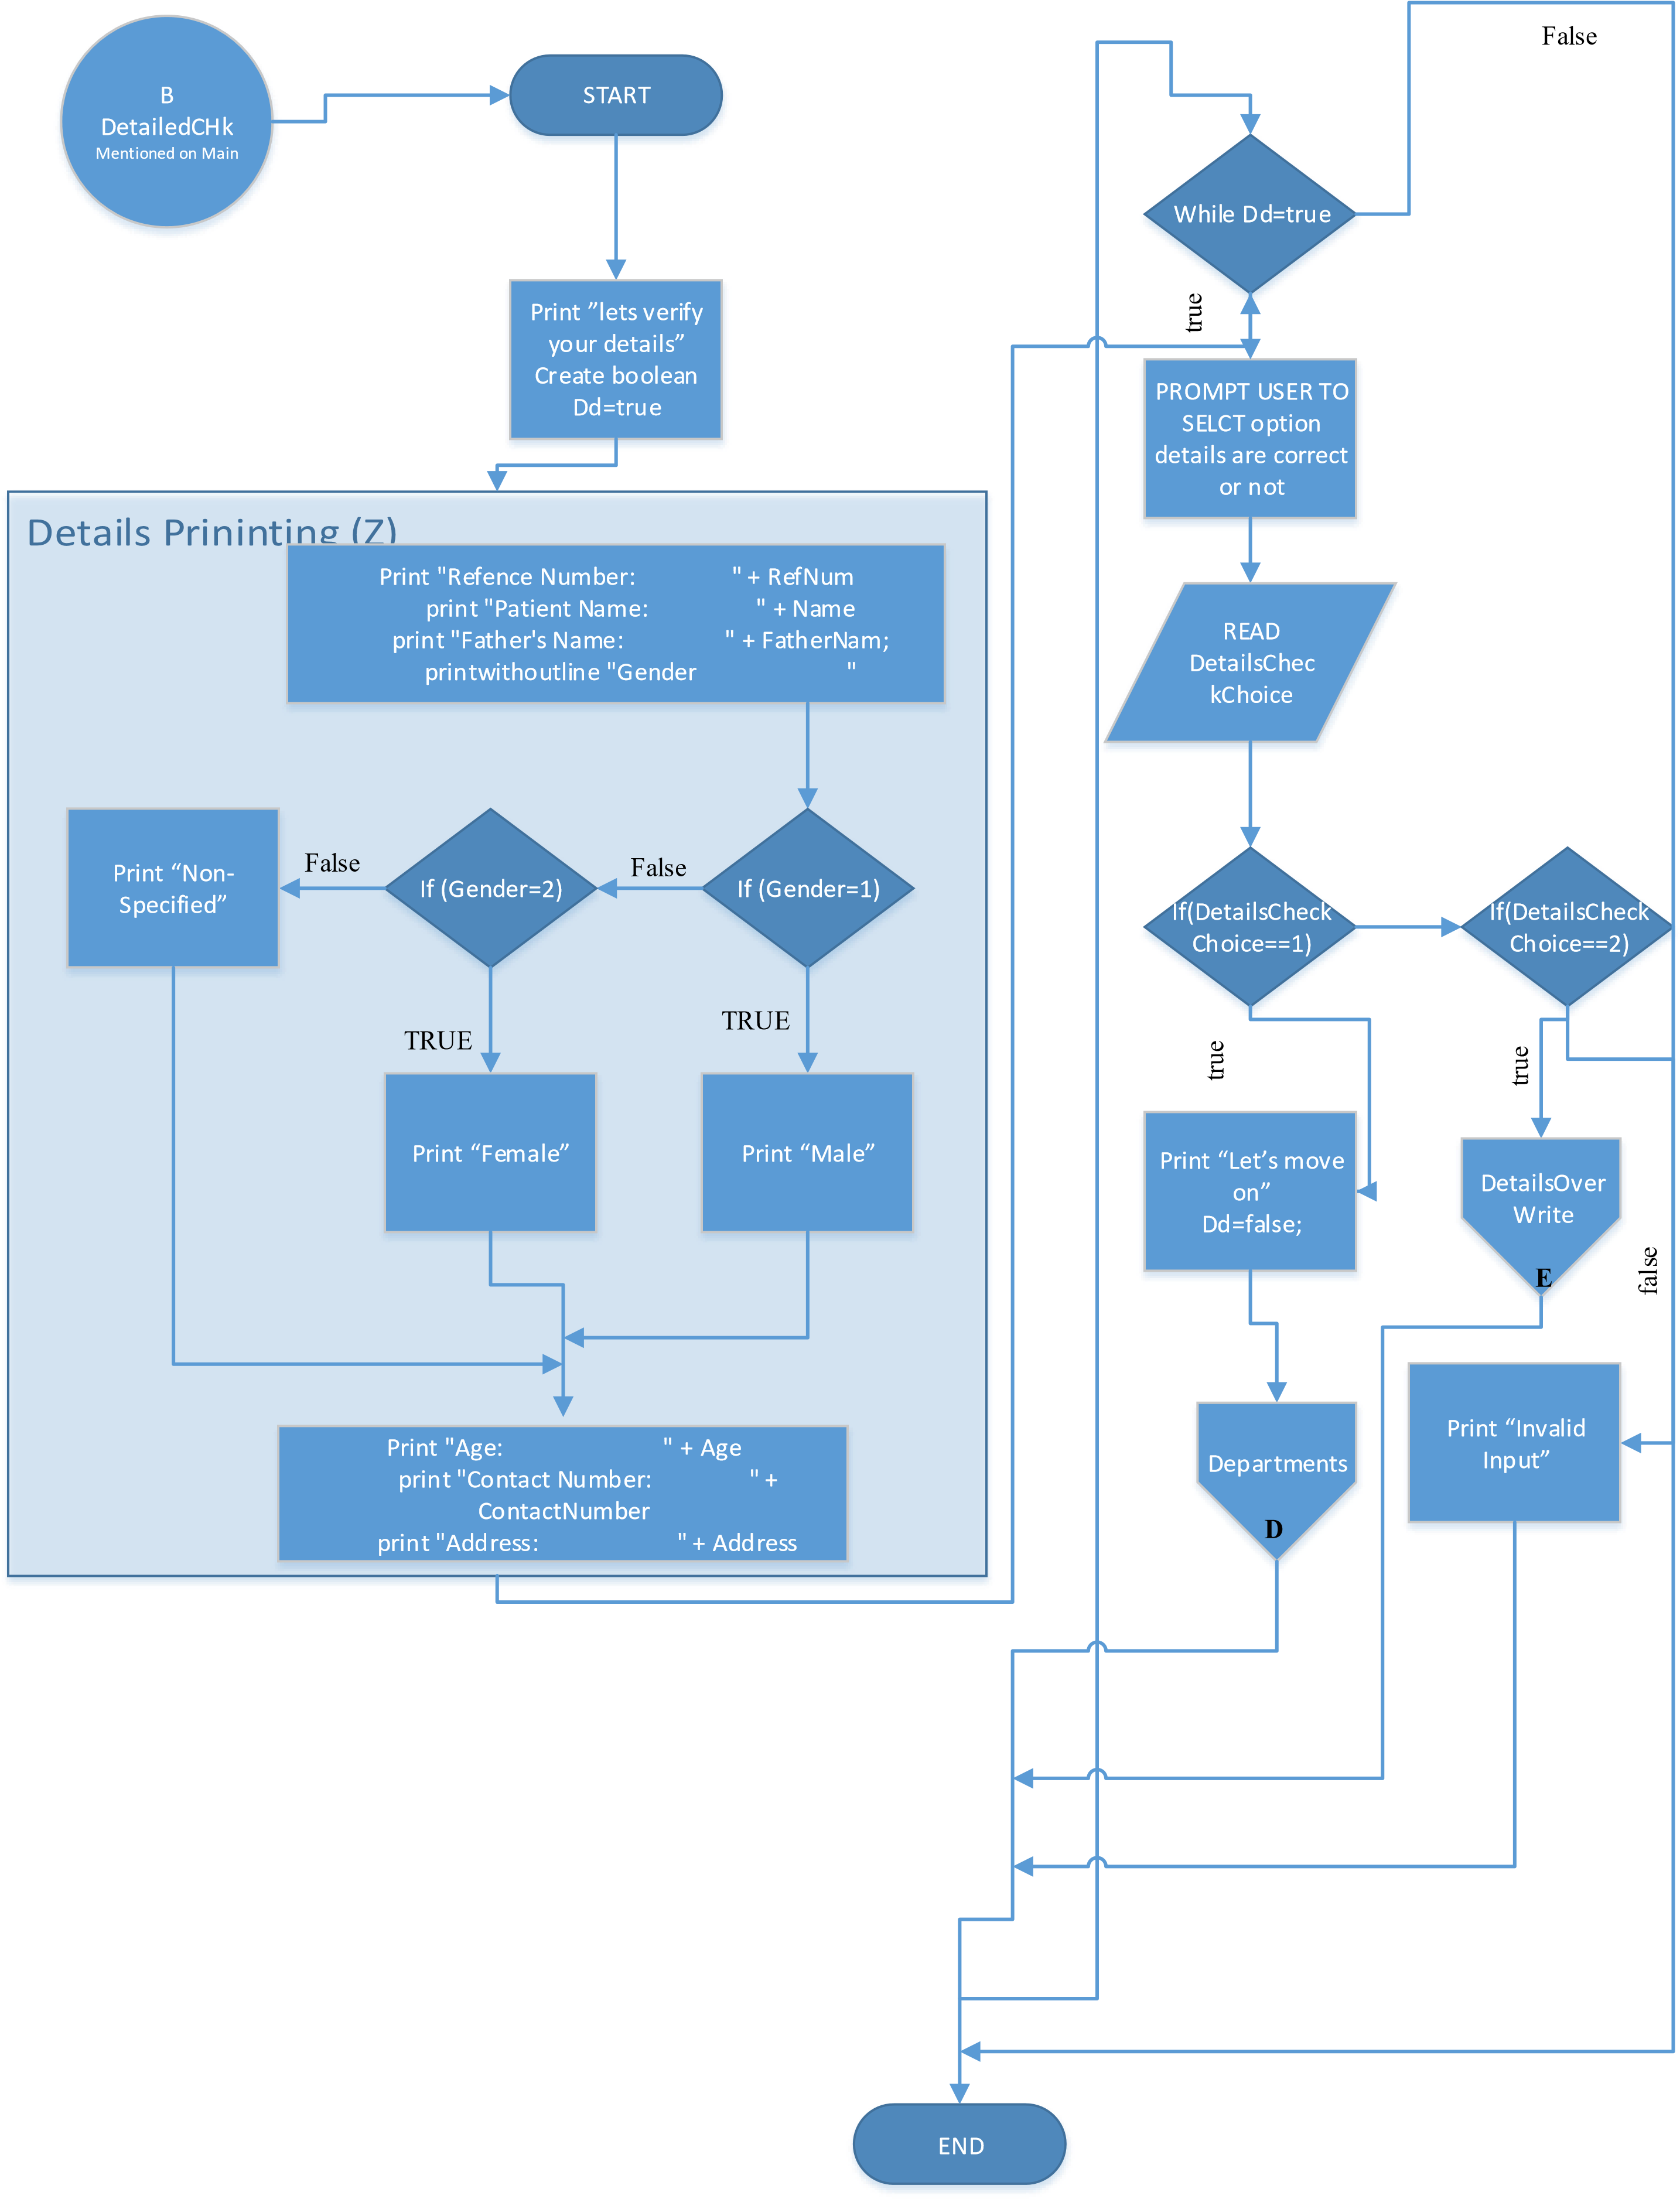 B
DetailedCHk
Mentioned on Main
START
Print ”lets verify
your details”
Create boolean
Dd=true
Details Prininting (Z)
Print "Refence Number: " + RefNum
print "Patient Name: " + Name
print "Father's Name: " + FatherNam;
printwithoutline "Gender "
If (Gender=1)
False
If (Gender=2)
False
Print “Non-
Specified”
TRUE
TRUE
Print “Female”
Print “Male”
Print "Age: " + Age
print "Contact Number: " +
ContactNumber
print "Address: " + Address
False
While Dd=true
true
PROMPT USER TO
SELCT option
details are correct
or not
READ
DetailsChec
kChoice
If(DetailsCheck
Choice==1)
If(DetailsCheck
Choice==2)
true
true
Print “Let’s move
on”
Dd=false;
DetailsOver
Write
E
false
Print “Invalid
Input”
Departments
D
END